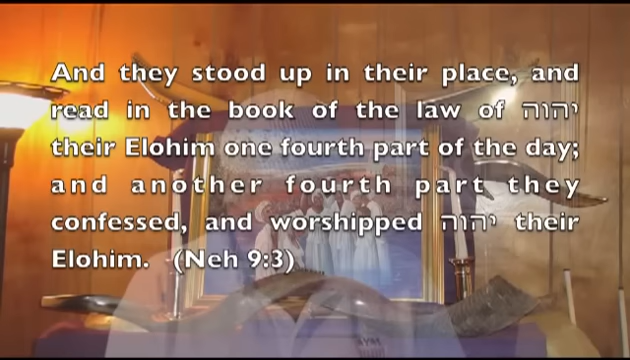 And they stood up in their place, and
read in the book of the law of יהוה
their Elohim one fourth part of the day;
and another fourth part they
confessed, and worshipped יהוה their
Elohim. (Neh 9:3)